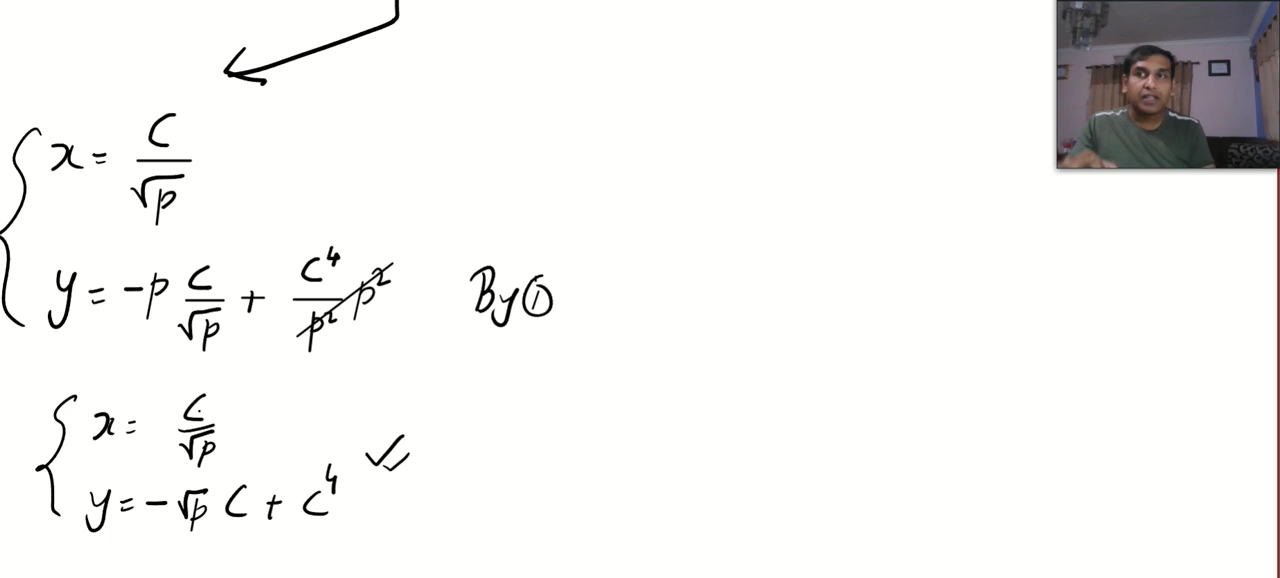 x = C/√p
y = -p C/√p + C⁴/p² p² By ①
x = C/√p
y = -√p C + C⁴